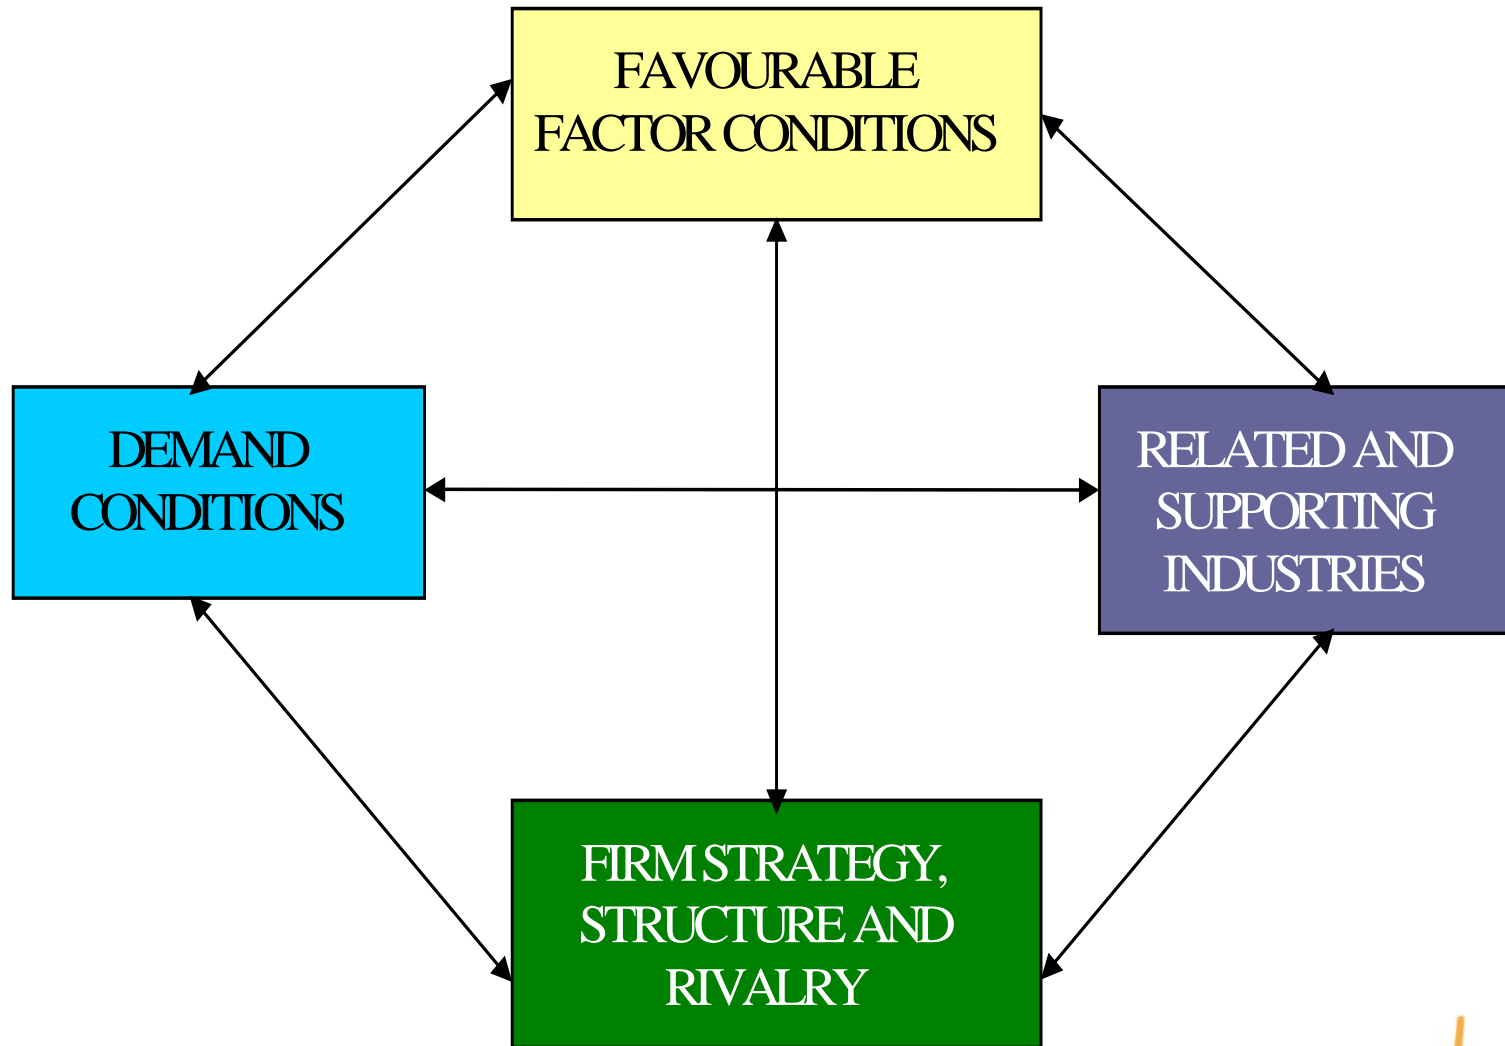 FAVOURABLE
FACTOR CONDITIONS
DEMAND
CONDITIONS
RELATED AND
SUPPORTING
INDUSTRIES
FIRM STRATEGY,
STRUCTURE AND
RIVALRY